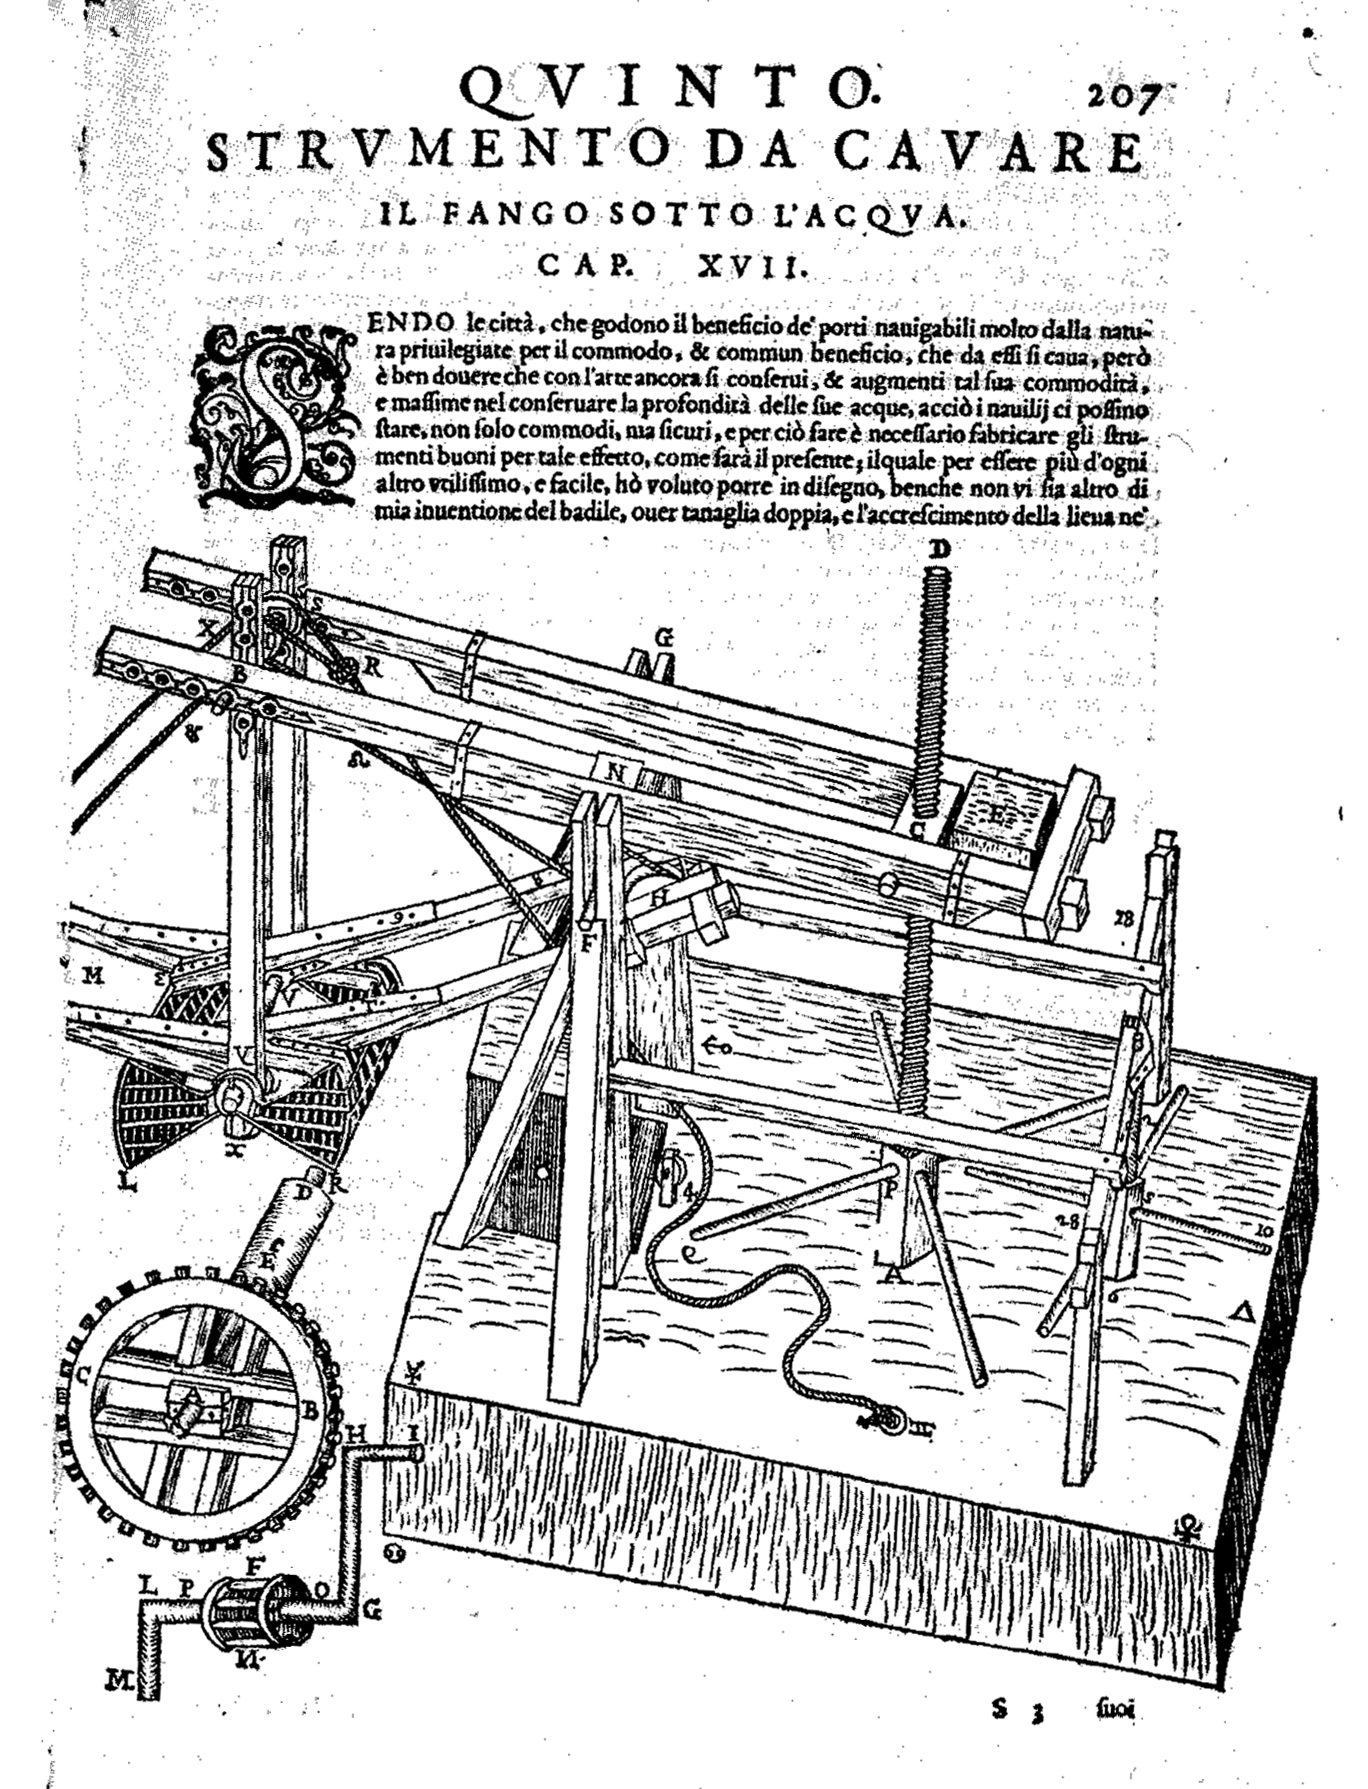 QVINTO. 207
STRVMENTO DA CAVARE
IL FANGO SOTTO L'ACQVA.
CAP. XVII.
SENDO le città, che godono il beneficio de' porti nauigabili molto dalla natu-
ra priuilegiate per il commodo, & commun beneficio, che da essi si caua, però
è ben douere che con l'arte ancora si conserui, & augmenti tal sua commodità,
e massime nel conseruare la profondità delle sue acque, acciò i nauilij ci possino
stare, non solo commodi, ma sicuri, e per ciò fare è necessario fabricare gli stru-
menti buoni per tale effetto, come sarà il presente; ilquale per essere più d'ogni
altro vtilissimo, e facile, hò voluto porre in disegno, benche non vi sia altro di
mia inuentione del badile, ouer tanaglia doppia, e l'accrescimento della lieua ne'
D
G
S
X
R
B
&
Ω
N
C
E
H
F
28
9
M
V
V
X
L
R
D
4
P
A
28
10
E
Δ
A
B
H
I
F
L
P
O
G
N
M
S 3 suoi